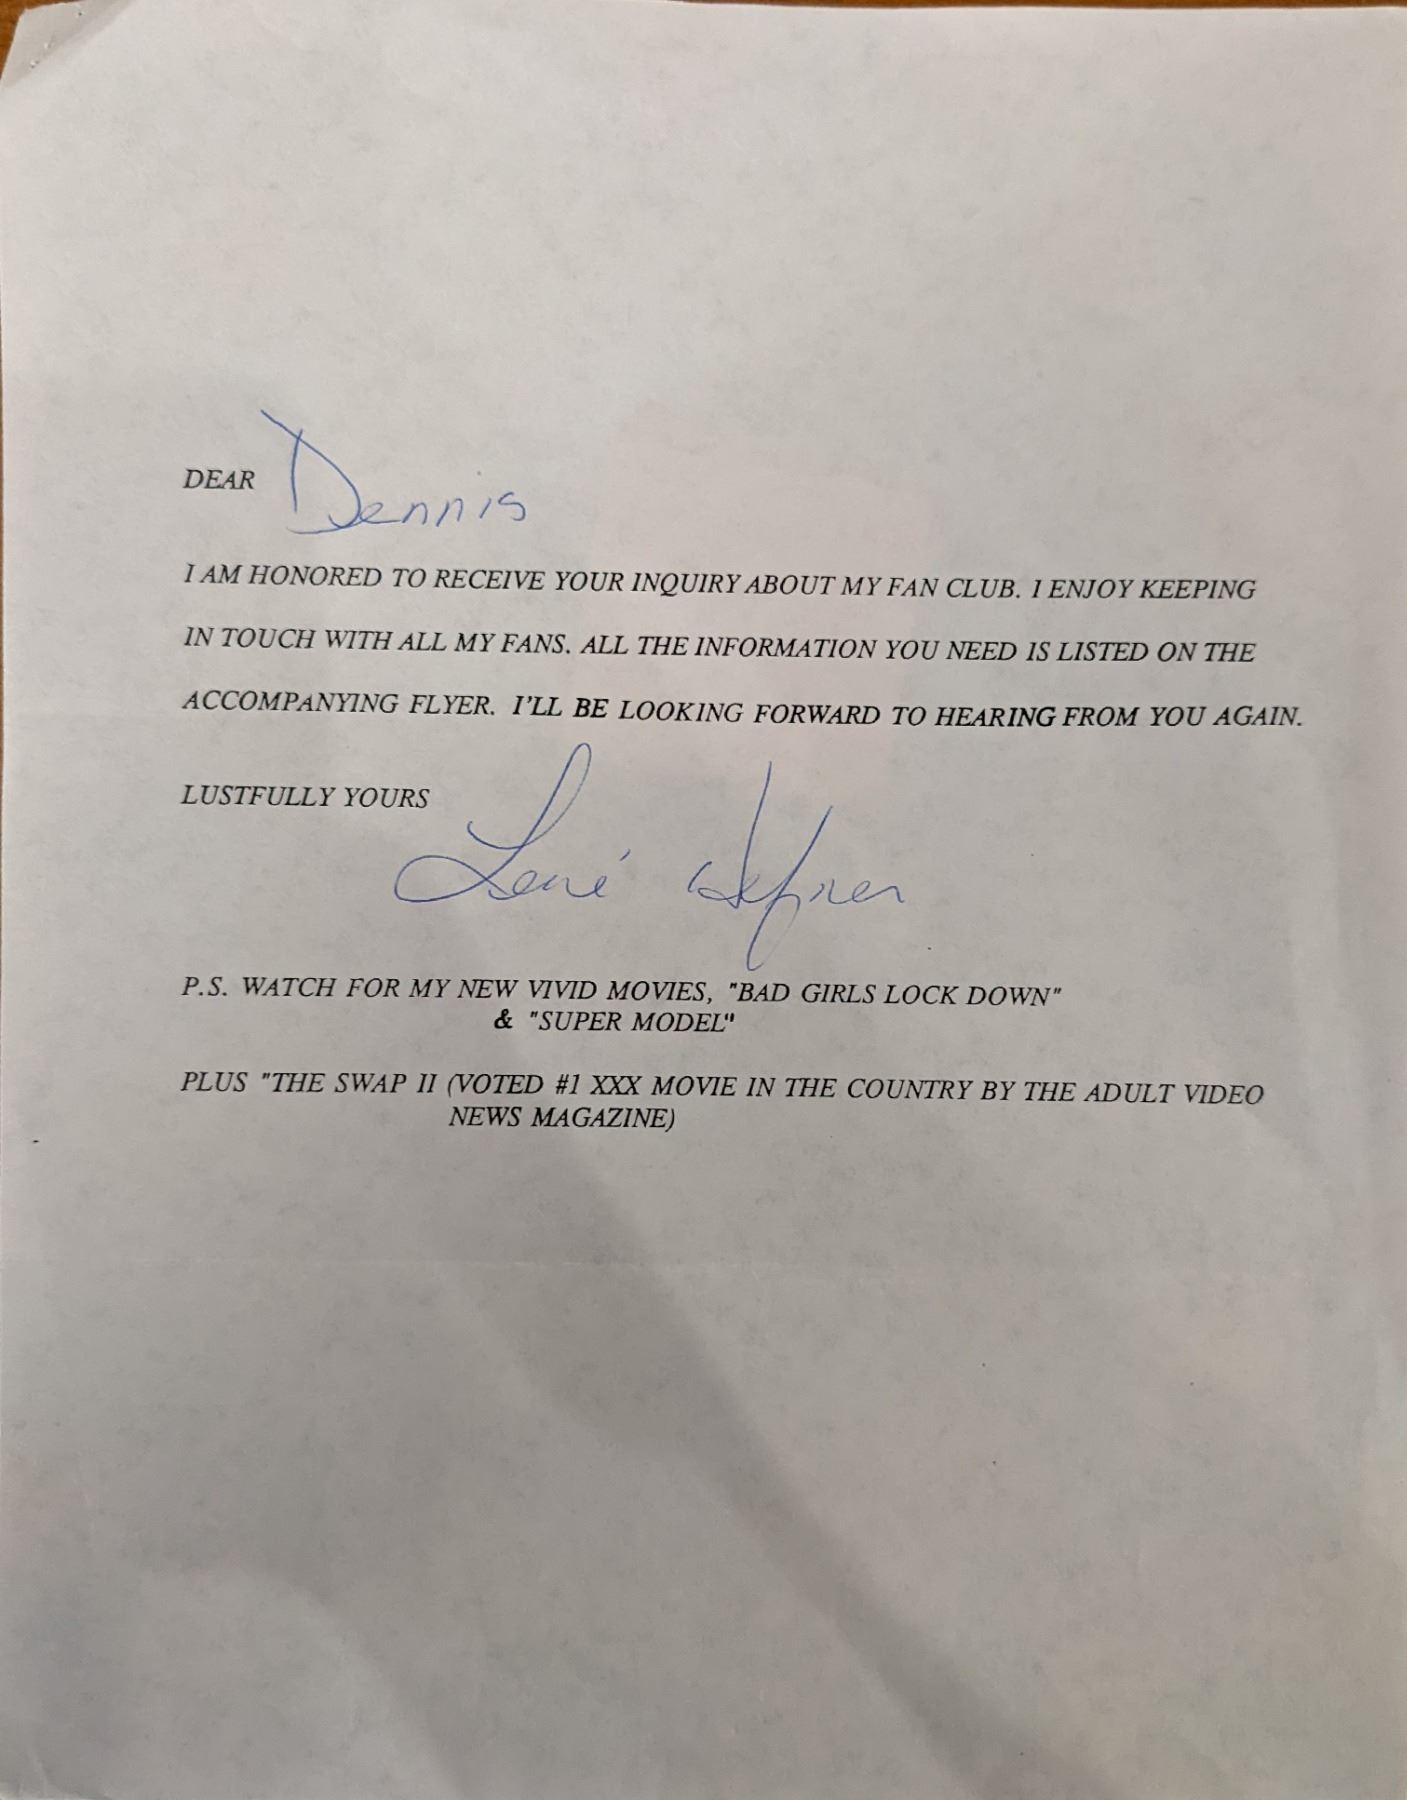 DEAR Dennis
I AM HONORED TO RECEIVE YOUR INQUIRY ABOUT MY FAN CLUB. I ENJOY KEEPING
IN TOUCH WITH ALL MY FANS. ALL THE INFORMATION YOU NEED IS LISTED ON THE
ACCOMPANYING FLYER. I'LL BE LOOKING FORWARD TO HEARING FROM YOU AGAIN.
LUSTFULLY YOURS
Lené Hefner
P.S. WATCH FOR MY NEW VIVID MOVIES, "BAD GIRLS LOCK DOWN"
& "SUPER MODEL"
PLUS "THE SWAP II (VOTED #1 XXX MOVIE IN THE COUNTRY BY THE ADULT VIDEO
NEWS MAGAZINE)